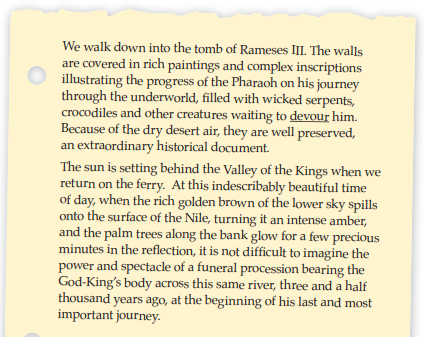 We walk down into the tomb of Rameses III. The walls
are covered in rich paintings and complex inscriptions
illustrating the progress of the Pharaoh on his journey
through the underworld, filled with wicked serpents,
crocodiles and other creatures waiting to devour him.
Because of the dry desert air, they are well preserved,
an extraordinary historical document.
The sun is setting behind the Valley of the Kings when we
return on the ferry. At this indescribably beautiful time
of day, when the rich golden brown of the lower sky spills
onto the surface of the Nile, turning it an intense amber,
and the palm trees along the bank glow for a few precious
minutes in the reflection, it is not difficult to imagine the
power and spectacle of a funeral procession bearing the
God-King's body across this same river, three and a half
thousand years ago, at the beginning of his last and most
important journey.